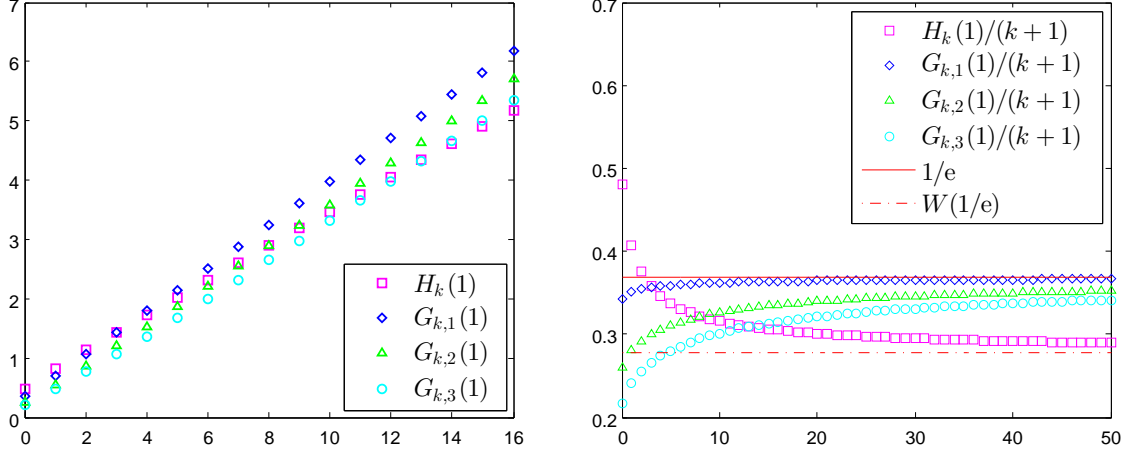 7
6
5
4
3
2
1
0
0 2 4 6 8 10 12 14 16
H_k(1)
G_{k,1}(1)
G_{k,2}(1)
G_{k,3}(1)
0.7
0.6
0.5
0.4
0.3
0.2
0 10 20 30 40 50
H_k(1)/(k + 1)
G_{k,1}(1)/(k + 1)
G_{k,2}(1)/(k + 1)
G_{k,3}(1)/(k + 1)
1/e
W(1/e)